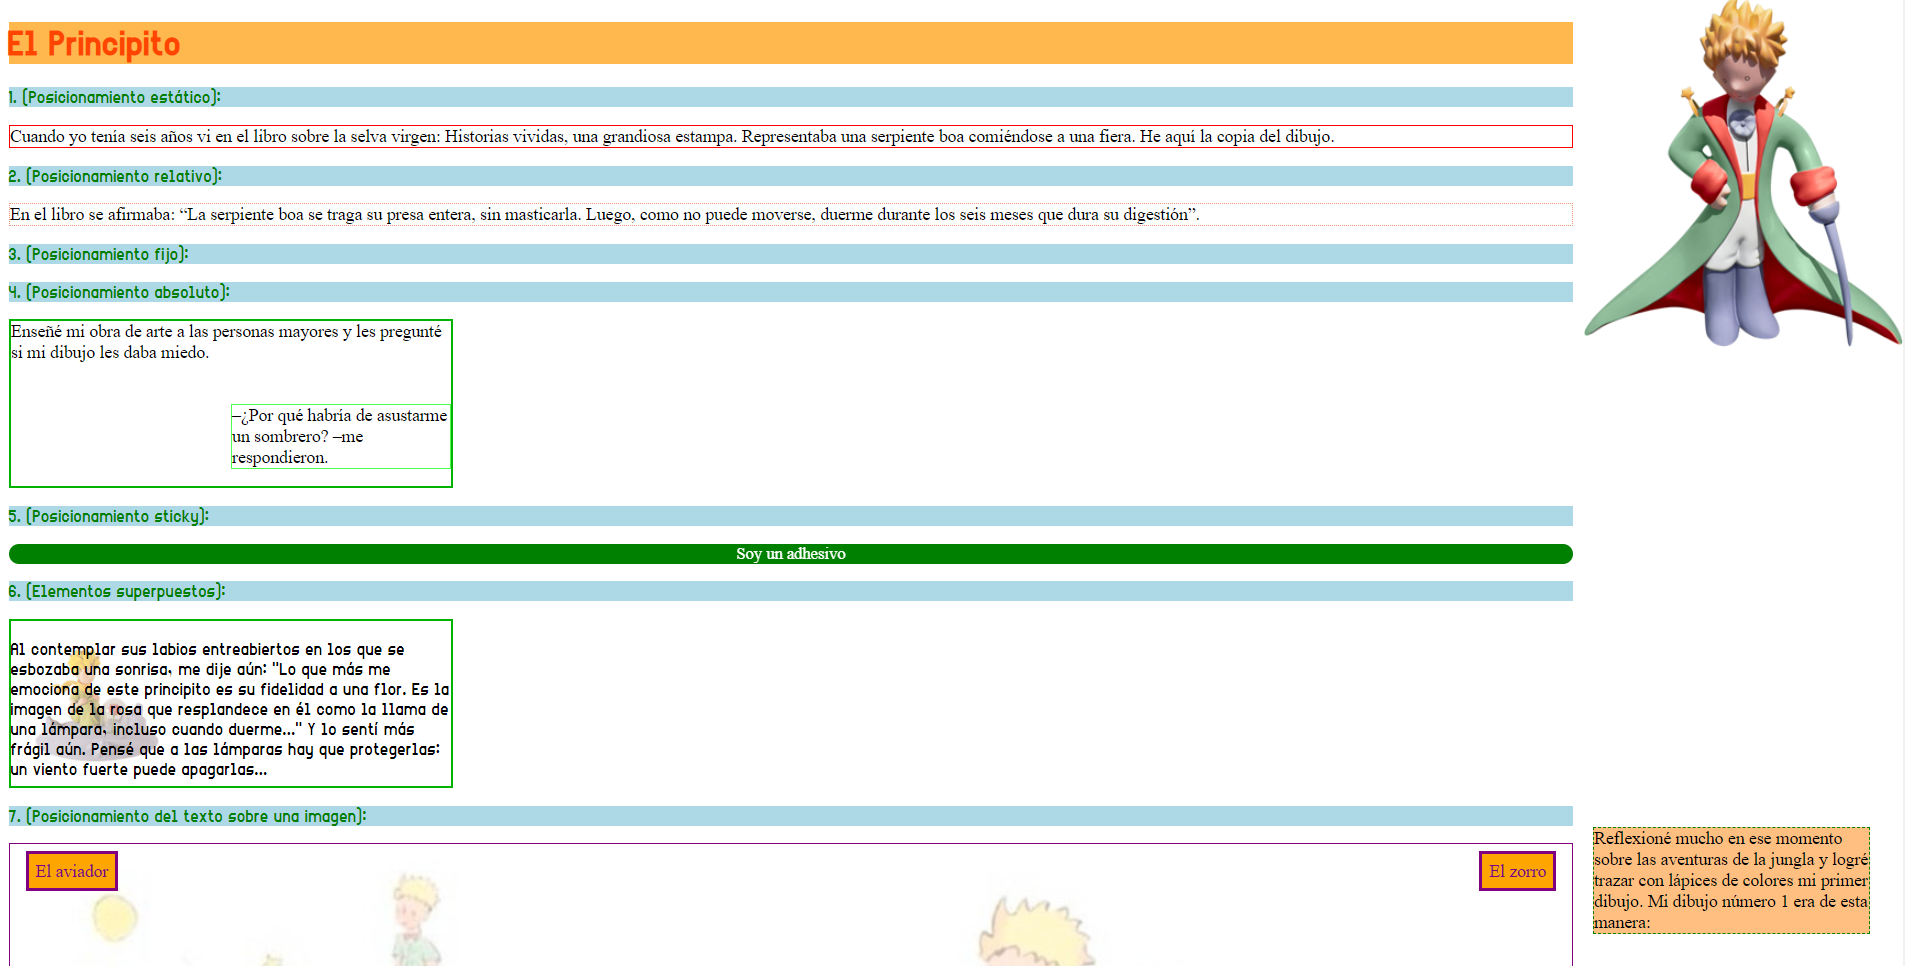 El Principito
1. (Posicionamiento estático):
Cuando yo tenía seis años vi en el libro sobre la selva virgen: Historias vividas, una grandiosa estampa. Representaba una serpiente boa comiéndose a una fiera. He aquí la copia del dibujo.
2. (Posicionamiento relativo):
En el libro se afirmaba: “La serpiente boa se traga su presa entera, sin masticarla. Luego, como no puede moverse, duerme durante los seis meses que dura su digestión”.
3. (Posicionamiento fijo):
4. (Posicionamiento absoluto):
Enseñé mi obra de arte a las personas mayores y les pregunté
si mi dibujo les daba miedo.
–¿Por qué habría de asustarme
un sombrero? –me
respondieron.
5. (Posicionamiento sticky):
Soy un adhesivo
6. (Elementos superpuestos):
Al contemplar sus labios entreabiertos en los que se
esbozaba una sonrisa, me dije aún: "Lo que más me
emociona de este principito es su fidelidad a una flor. Es la
imagen de la rosa que resplandece en él como la llama de
una lámpara, incluso cuando duerme..." Y lo sentí más
frágil aún. Pensé que a las lámparas hay que protegerlas:
un viento fuerte puede apagarlas...
7. (Posicionamiento del texto sobre una imagen):
El aviador
El zorro
Reflexioné mucho en ese momento
sobre las aventuras de la jungla y logré
trazar con lápices de colores mi primer
dibujo. Mi dibujo número 1 era de esta
manera: